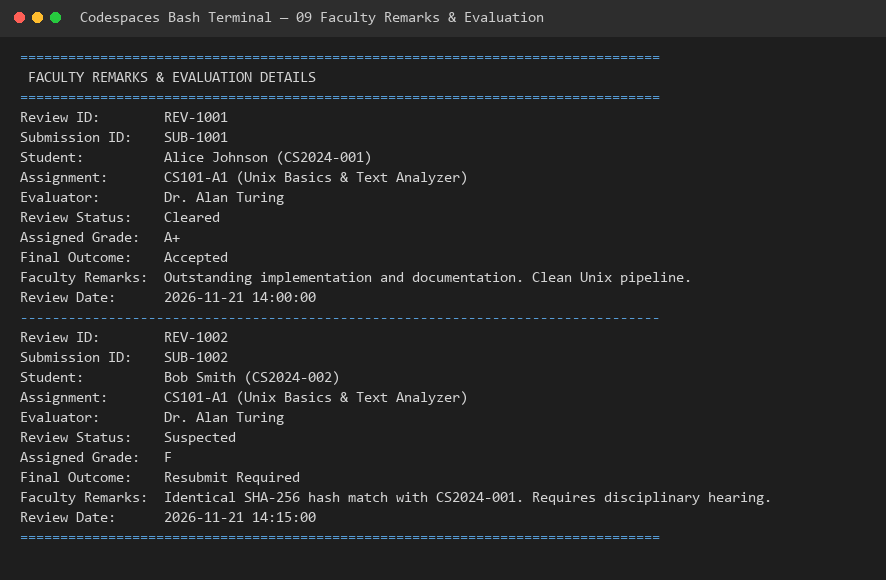 Codespaces Bash Terminal — 09 Faculty Remarks & Evaluation
================================================================================
FACULTY REMARKS & EVALUATION DETAILS
================================================================================
Review ID:        REV-1001
Submission ID:    SUB-1001
Student:          Alice Johnson (CS2024-001)
Assignment:       CS101-A1 (Unix Basics & Text Analyzer)
Evaluator:        Dr. Alan Turing
Review Status:    Cleared
Assigned Grade:   A+
Final Outcome:    Accepted
Faculty Remarks:  Outstanding implementation and documentation. Clean Unix pipeline.
Review Date:      2026-11-21 14:00:00
--------------------------------------------------------------------------------
Review ID:        REV-1002
Submission ID:    SUB-1002
Student:          Bob Smith (CS2024-002)
Assignment:       CS101-A1 (Unix Basics & Text Analyzer)
Evaluator:        Dr. Alan Turing
Review Status:    Suspected
Assigned Grade:   F
Final Outcome:    Resubmit Required
Faculty Remarks:  Identical SHA-256 hash match with CS2024-001. Requires disciplinary hearing.
Review Date:      2026-11-21 14:15:00
================================================================================